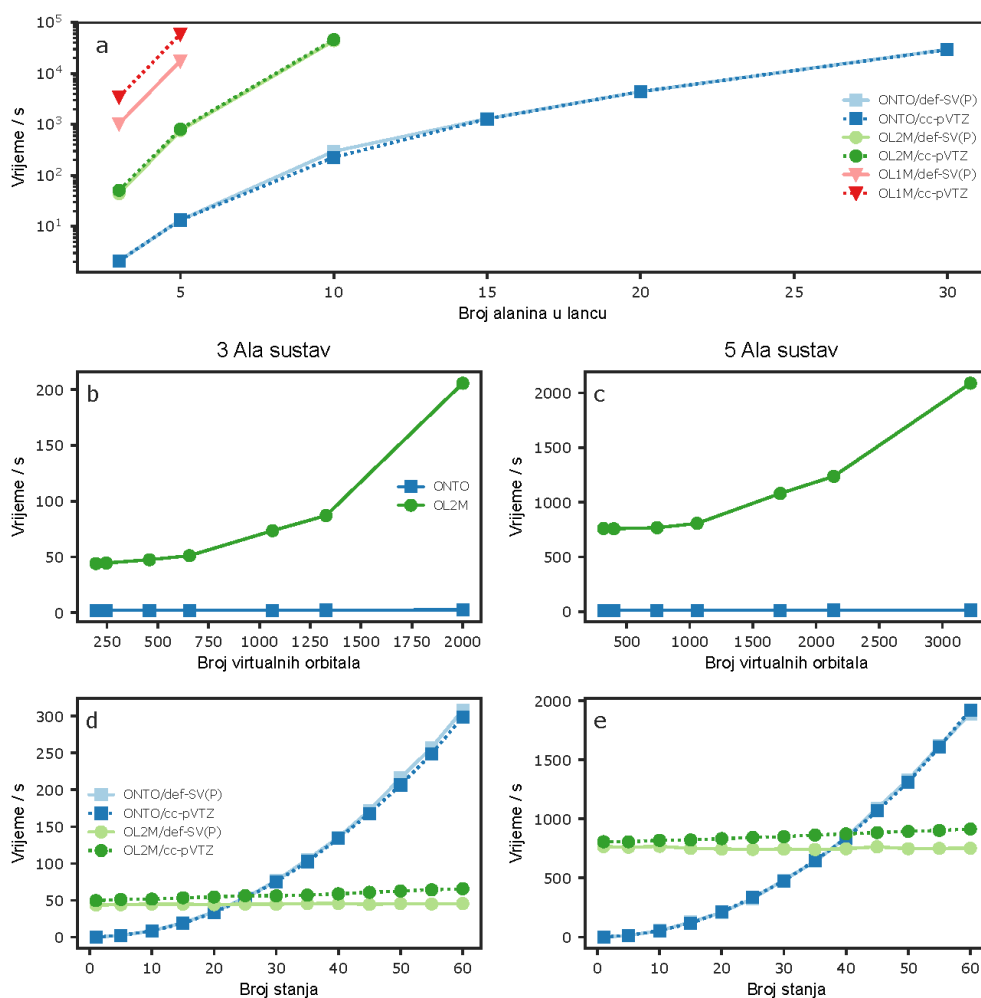 a
10^5
10^4
10^3
10^2
10^1
Vrijeme / s
ONTO/def-SV(P)
ONTO/cc-pVTZ
OL2M/def-SV(P)
OL2M/cc-pVTZ
OL1M/def-SV(P)
OL1M/cc-pVTZ
5 10 15 20 25 30
Broj alanina u lancu
3 Ala sustav
b
200
150
100
50
0
Vrijeme / s
ONTO
OL2M
250 500 750 1000 1250 1500 1750 2000
Broj virtualnih orbitala
5 Ala sustav
c
2000
1500
1000
500
0
Vrijeme / s
500 1000 1500 2000 2500 3000
Broj virtualnih orbitala
d
300
250
200
150
100
50
0
Vrijeme / s
ONTO/def-SV(P)
ONTO/cc-pVTZ
OL2M/def-SV(P)
OL2M/cc-pVTZ
0 10 20 30 40 50 60
Broj stanja
e
2000
1500
1000
500
0
Vrijeme / s
0 10 20 30 40 50 60
Broj stanja